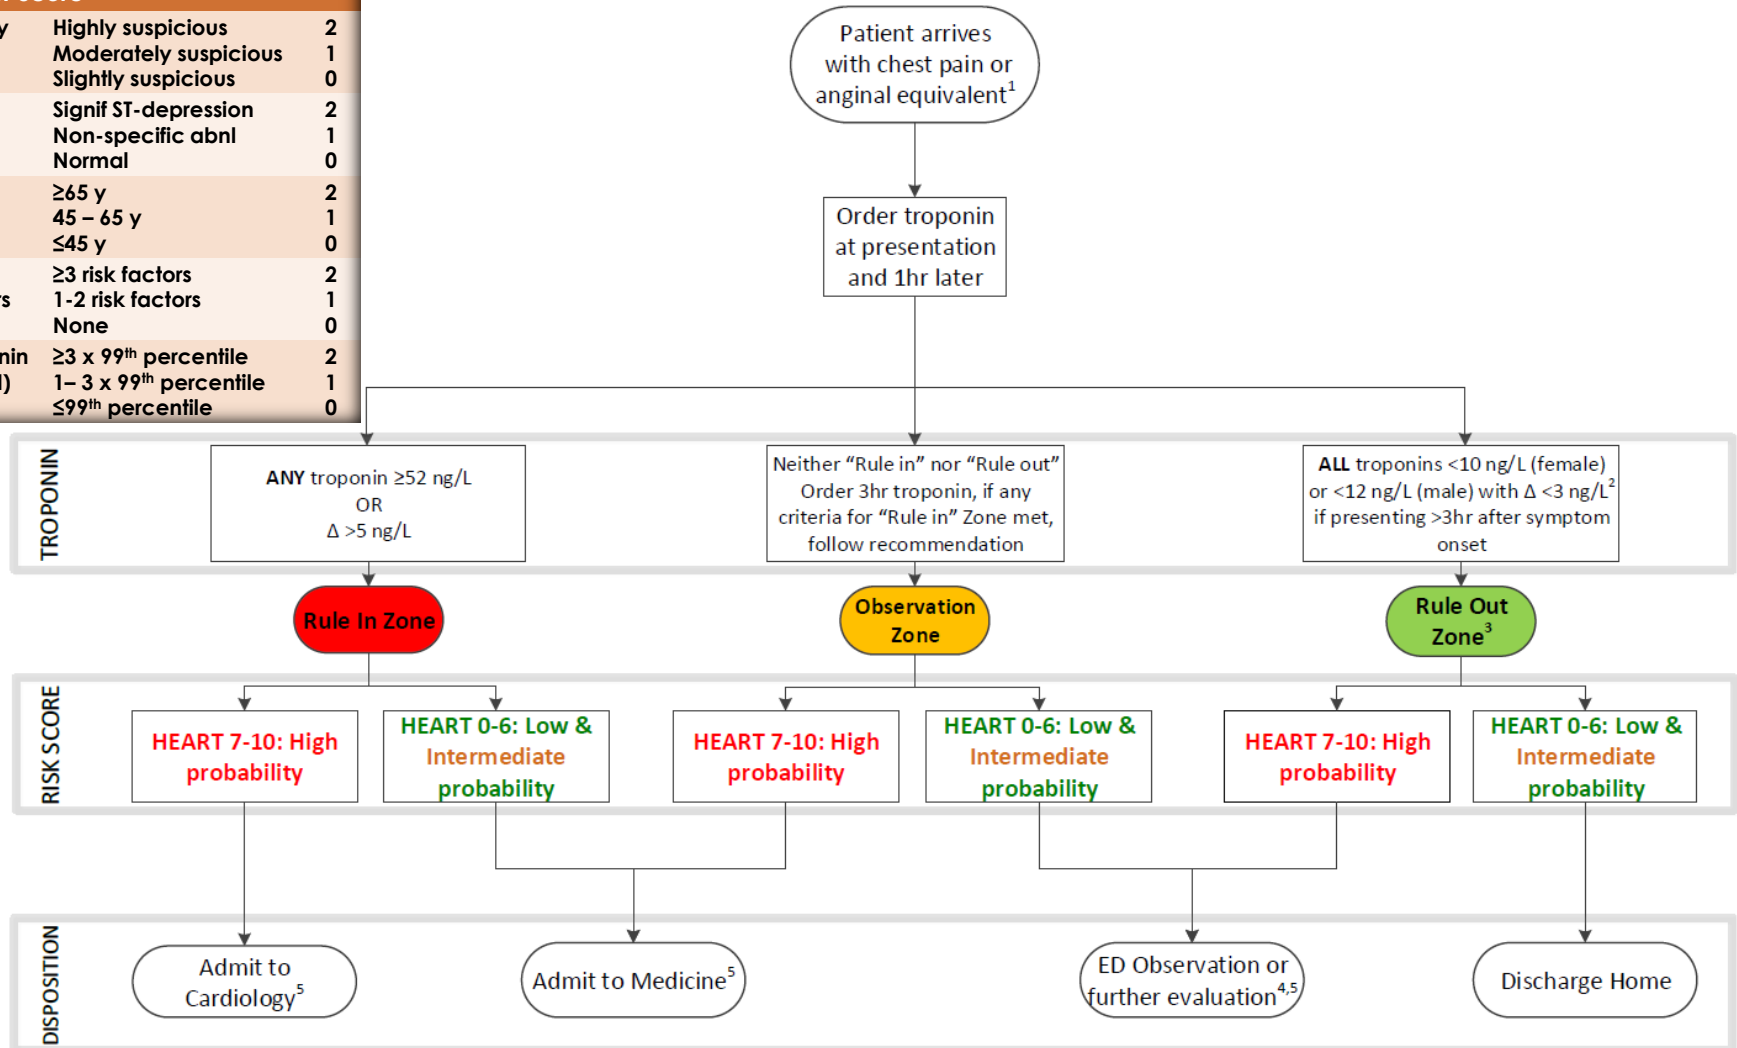 y Highly suspicious 2
Moderately suspicious 1
Slightly suspicious 0
Signif ST-depression 2
Non-specific abnl 1
Normal 0
≥65 y 2
45 – 65 y 1
≤45 y 0
≥3 risk factors 2
rs 1-2 risk factors 1
None 0
nin ≥3 x 99th percentile 2
l) 1– 3 x 99th percentile 1
≤99th percentile 0
Patient arrives
with chest pain or
anginal equivalent1
Order troponin
at presentation
and 1hr later
TROPONIN
ANY troponin ≥52 ng/L
OR
Δ >5 ng/L
Neither “Rule in” nor “Rule out”
Order 3hr troponin, if any
criteria for “Rule in” Zone met,
follow recommendation
ALL troponins <10 ng/L (female)
or <12 ng/L (male) with Δ <3 ng/L2
if presenting >3hr after symptom
onset
Rule In Zone
Observation
Zone
Rule Out
Zone3
RISK SCORE
HEART 7-10: High
probability
HEART 0-6: Low &
Intermediate
probability
HEART 7-10: High
probability
HEART 0-6: Low &
Intermediate
probability
HEART 7-10: High
probability
HEART 0-6: Low &
Intermediate
probability
DISPOSITION
Admit to
Cardiology5
Admit to Medicine5
ED Observation or
further evaluation4,5
Discharge Home